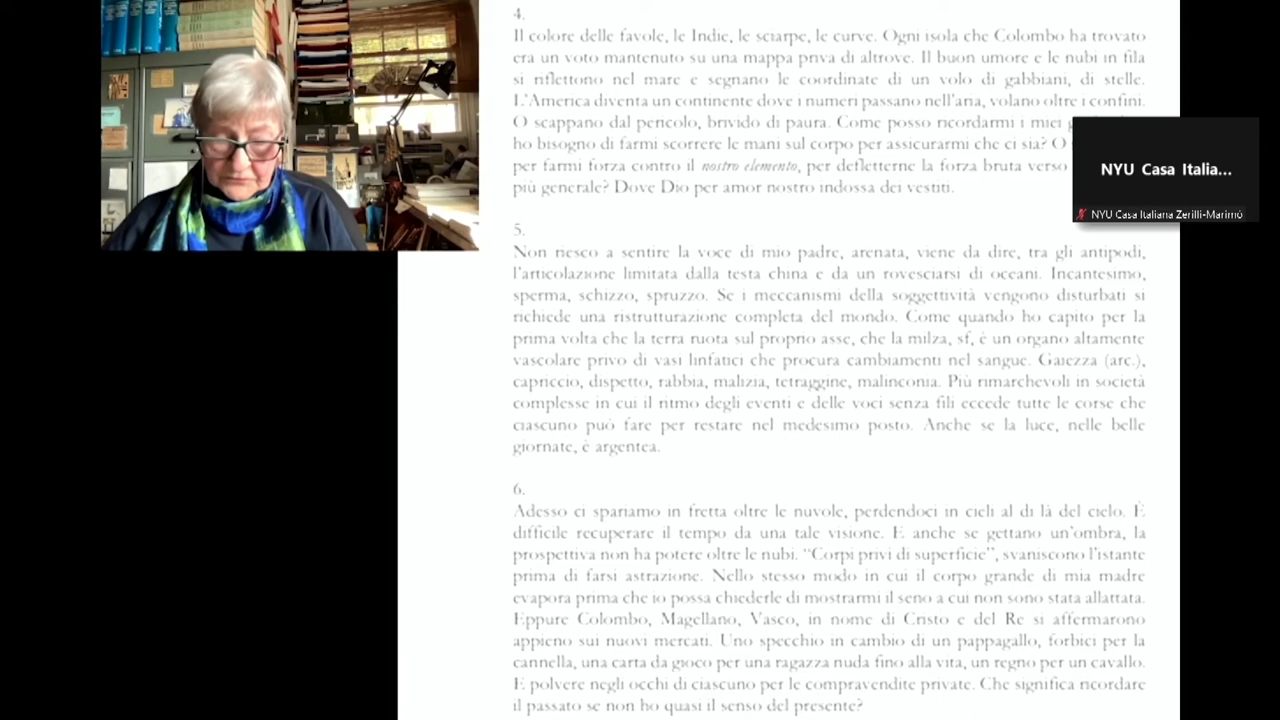 4.
Il colore delle favole, le Indie, le sciarpe, le curve. Ogni isola che Colombo ha trovato
era un voto mantenuto su una mappa priva di altrove. Il buon umore e le nubi in fila
si riflettono nel mare e segnano le coordinate di un volo di gabbiani, di stelle.
L'America diventa un continente dove i numeri passano nell'aria, volano oltre i confini.
O scappano dal pericolo, brivido di paura. Come posso ricordarmi i miei
ho bisogno di farmi scorrere le mani sul corpo per assicurarmi che ci sia? O
per farmi forza contro il nostro elemento, per defletterne la forza bruta verso
più generale? Dove Dio per amor nostro indossa dei vestiti.
NYU Casa Italia...
NYU Casa Italiana Zerilli-Marimò
5.
Non riesco a sentire la voce di mio padre, arenata, viene da dire, tra gli antipodi,
l'articolazione limitata dalla testa china e da un rovesciarsi di oceani. Incantesimo,
sperma, schizzo, spruzzo. Se i meccanismi della soggettività vengono disturbati si
richiede una ristrutturazione completa del mondo. Come quando ho capito per la
prima volta che la terra ruota sul proprio asse, che la milza, sf, è un organo altamente
vascolare privo di vasi linfatici che procura cambiamenti nel sangue. Gaiezza (arc.),
capriccio, dispetto, rabbia, malizia, tetraggine, malinconia. Più rimarchevoli in società
complesse in cui il ritmo degli eventi e delle voci senza fili eccede tutte le corse che
ciascuno può fare per restare nel medesimo posto. Anche se la luce, nelle belle
giornate, è argentea.
6.
Adesso ci spariamo in fretta oltre le nuvole, perdendoci in cieli al di là del cielo. È
difficile recuperare il tempo da una tale visione. E anche se gettano un'ombra, la
prospettiva non ha potere oltre le nubi. "Corpi privi di superficie", svaniscono l'istante
prima di farsi astrazione. Nello stesso modo in cui il corpo grande di mia madre
evapora prima che io possa chiederle di mostrarmi il seno a cui non sono stata allattata.
Eppure Colombo, Magellano, Vasco, in nome di Cristo e del Re si affermarono
appieno sui nuovi mercati. Uno specchio in cambio di un pappagallo, forbici per la
cannella, una carta da gioco per una ragazza nuda fino alla vita, un regno per un cavallo.
E polvere negli occhi di ciascuno per le compravendite private. Che significa ricordare
il passato se non ho quasi il senso del presente?